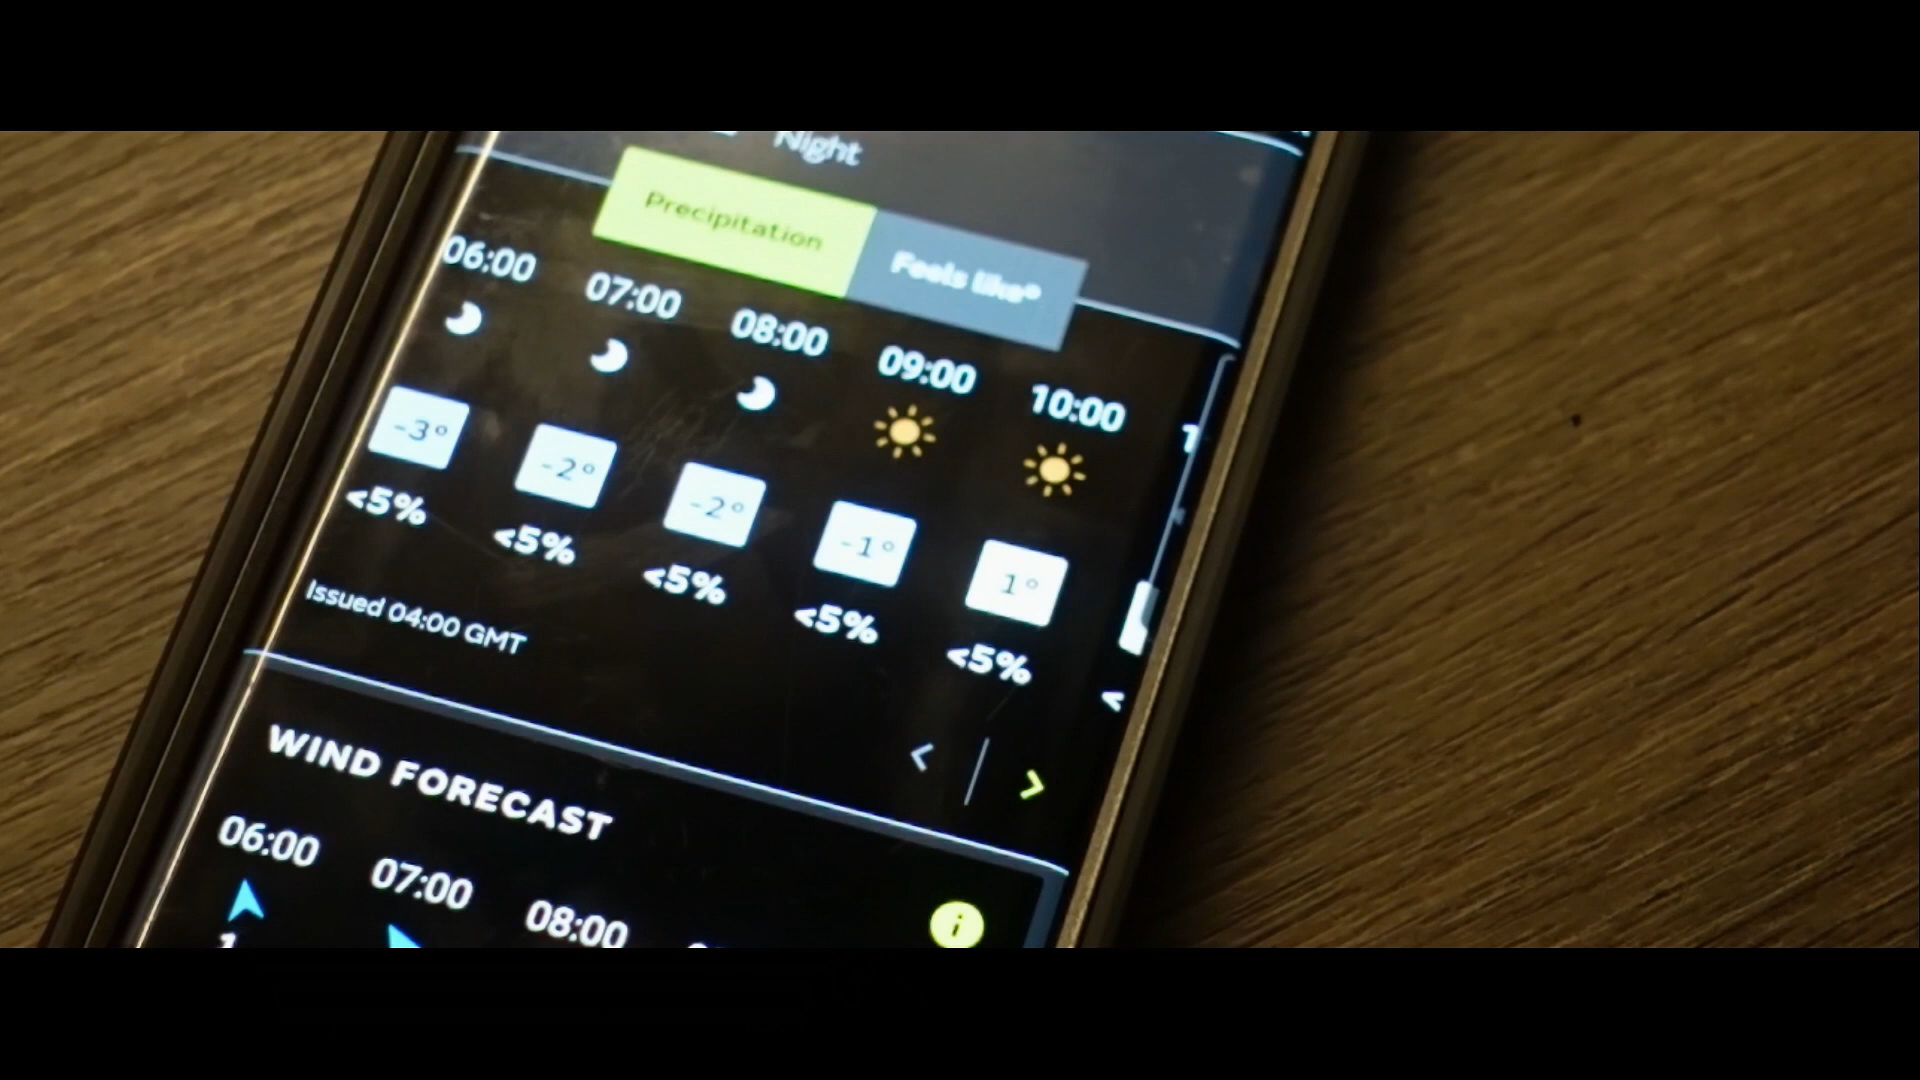 Night
Precipitation Feels like°
06:00 07:00 08:00 09:00 10:00
-3° -2° -2° -1° 1°
<5% <5% <5% <5% <5% <
Issued 04:00 GMT
< >
WIND FORECAST
i
06:00 07:00 08:00